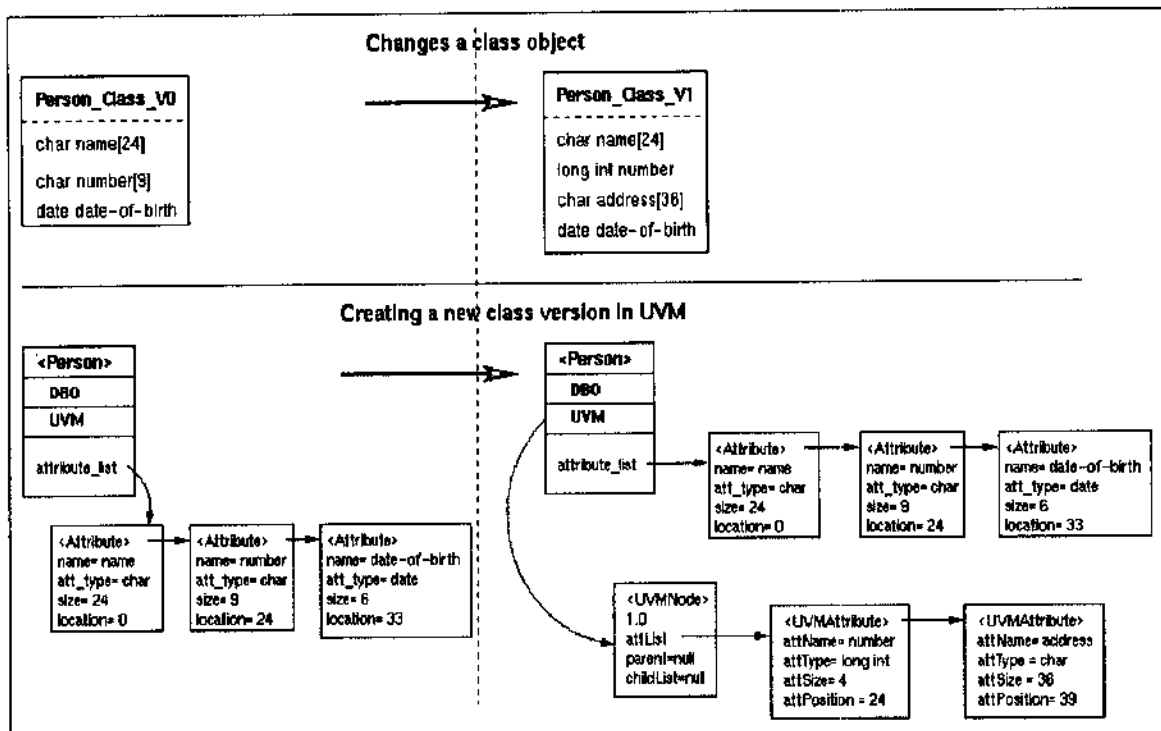 Changes a class object
Person_Class_V0
char name[24]
char number[9]
date date-of-birth
Person_Class_V1
char name[24]
long int number
char address[36]
date date-of-birth
Creating a new class version in UVM
<Person>
DBO
UVM
attribute_list
<Attribute>
name= name
att_type= char
size= 24
location= 0
<Attribute>
name= number
att_type= char
size= 9
location= 24
<Attribute>
name= date-of-birth
att_type= date
size= 6
location= 33
<Person>
DBO
UVM
attribute_list
<Attribute>
name= name
att_type= char
size= 24
location= 0
<Attribute>
name= number
att_type= char
size= 9
location= 24
<Attribute>
name= date-of-birth
att_type= date
size= 6
location= 33
<UVMNode>
1.0
attList
parent=null
childList=null
<UVMAttribute>
attName= number
attType= long int
attSize= 4
attPosition= 24
<UVMAttribute>
attName= address
attType = char
attSize = 36
attPosition= 39